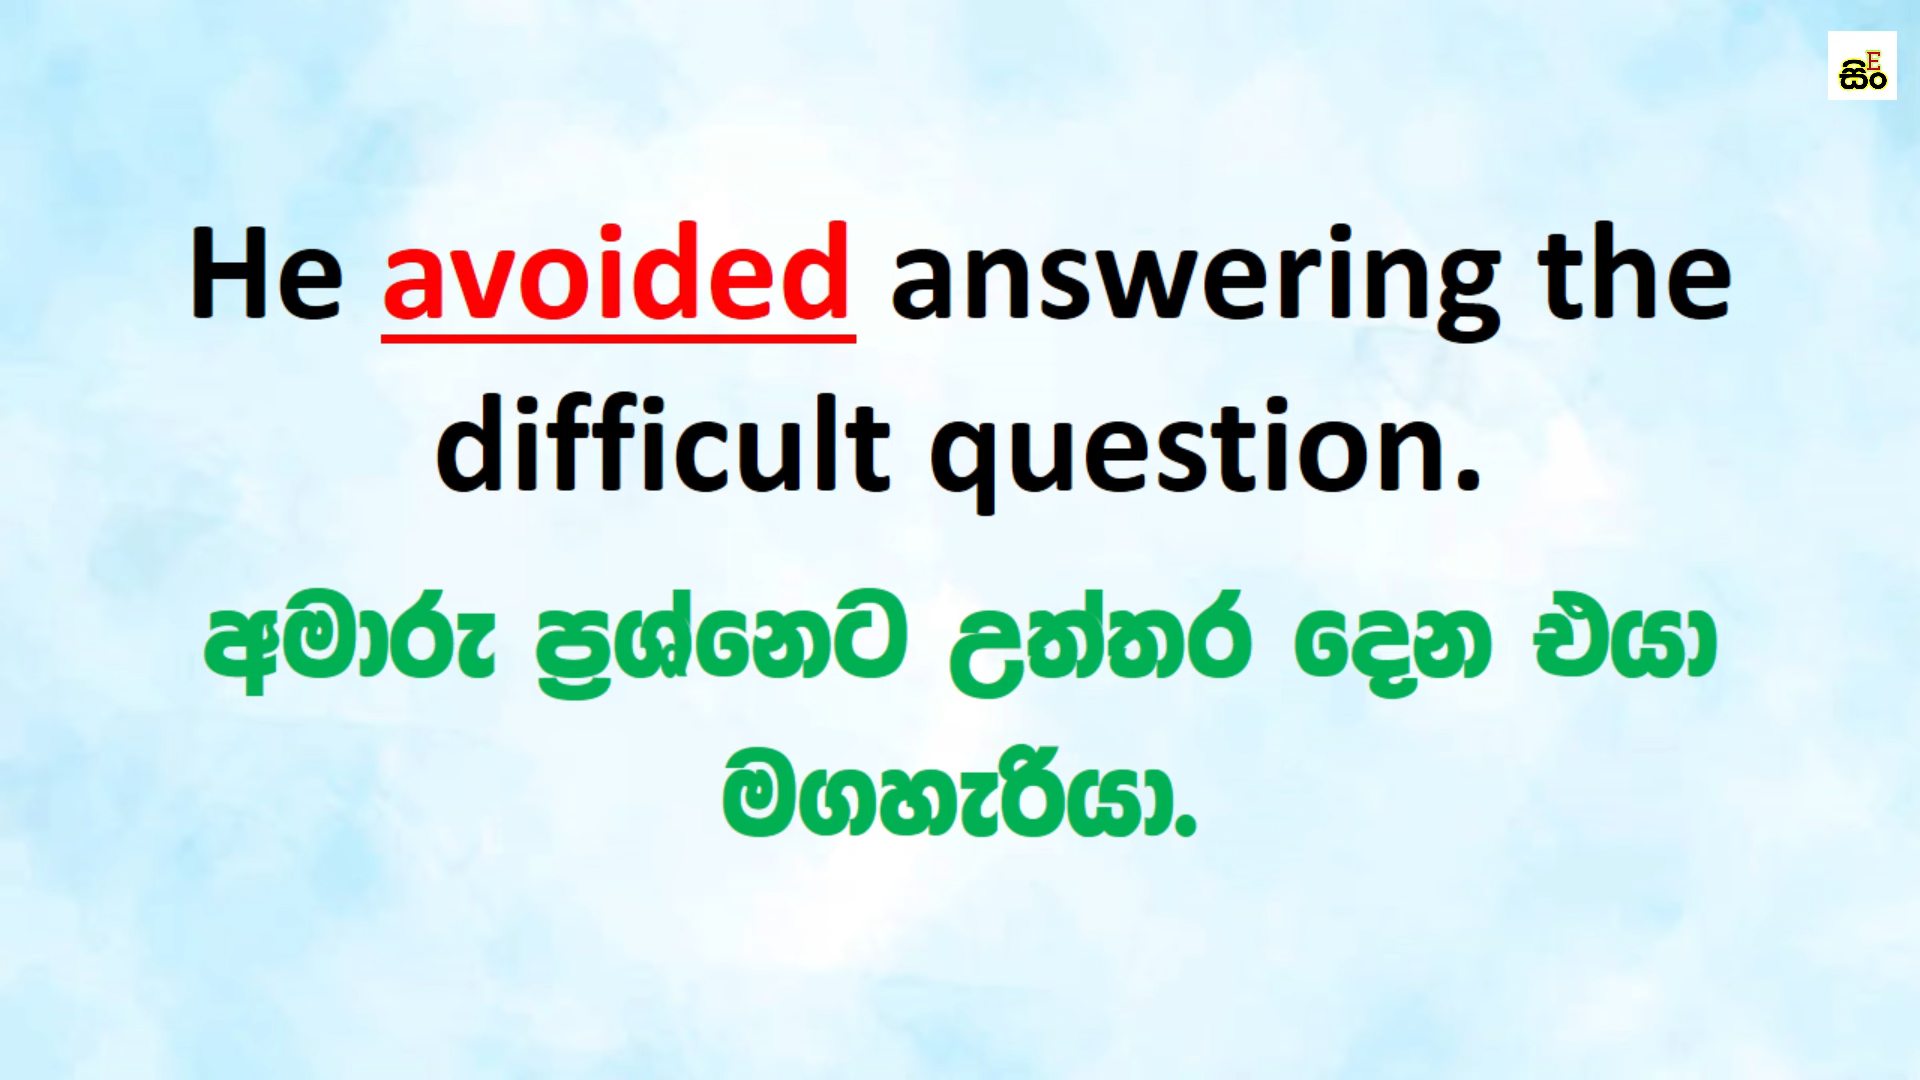 සිංE
He avoided answering the
difficult question.
අමාරු ප්‍රශ්නෙට උත්තර දෙන එයා
මගහැරියා.